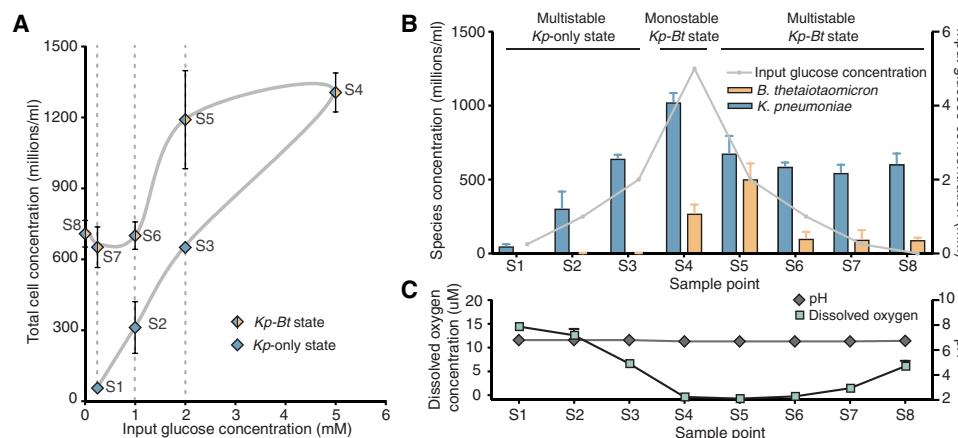 A
Total cell concentration (millions/ml)
1500
1200
900
600
300
0
S8
S7
S6
S5
S4
S3
S2
S1
Kp-Bt state
Kp-only state
0 1 2 3 4 5 6
Input glucose concentration (mM)
B
Multistable
Kp-only state
Monostable
Kp-Bt state
Multistable
Kp-Bt state
Species concentration (millions/ml)
1500
1000
500
0
Input glucose concentration
B. thetaiotaomicron
K. pneumoniae
6
4
2
0
S1 S2 S3 S4 S5 S6 S7 S8
Sample point
C
Dissolved oxygen
concentration (uM)
20
15
10
5
0
pH
Dissolved oxygen
10
8
6
4
2
S1 S2 S3 S4 S5 S6 S7 S8
Sample point